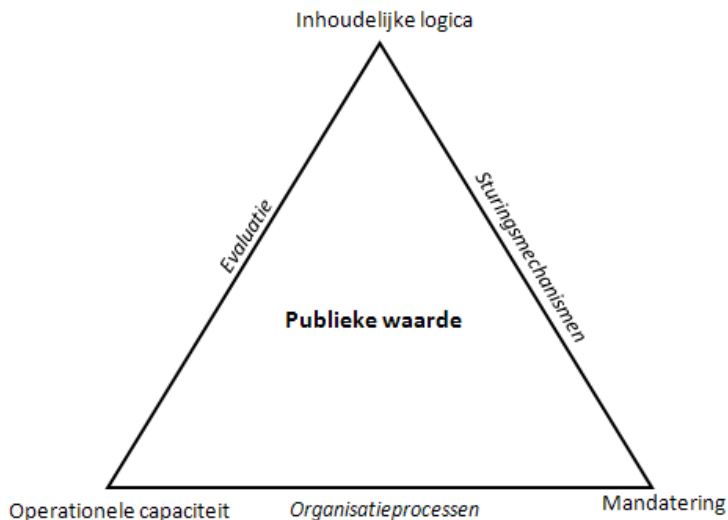 Inhoudelijke logica
Evaluatie
Sturingsmechanismen
Publieke waarde
Operationele capaciteit
Organisatieprocessen
Mandatering